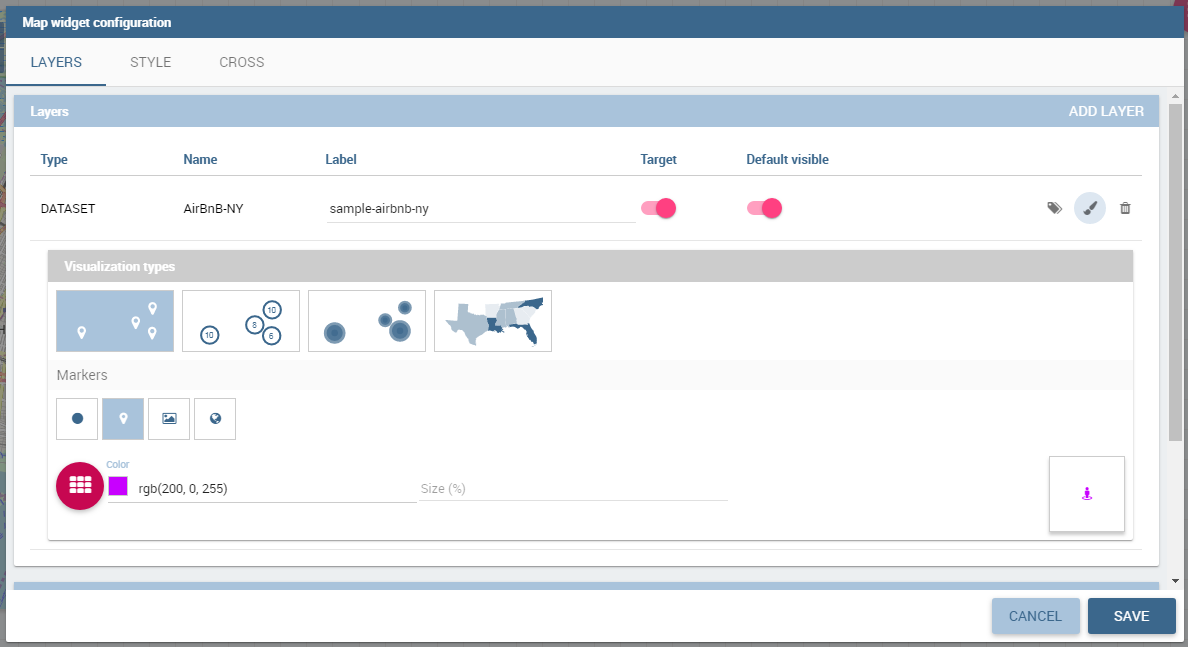 Map widget configuration
LAYERS STYLE CROSS
Layers ADD LAYER
Type Name Label Target Default visible
DATASET AirBnB-NY sample-airbnb-ny
Visualization types
10 8 10 6
Markers
Color
rgb(200, 0, 255) Size (%)
CANCEL SAVE